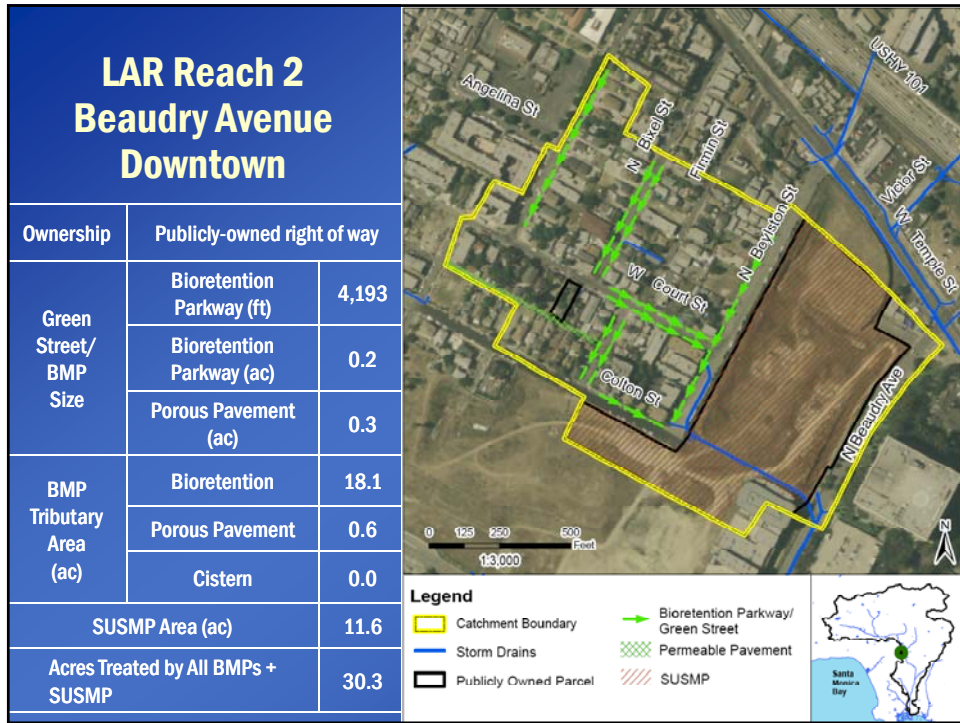 LAR Reach 2
Beaudry Avenue
Downtown
Ownership
Publicly-owned right of way
Green
Street/
BMP
Size
Bioretention
Parkway (ft)
4,193
Bioretention
Parkway (ac)
0.2
Porous Pavement
(ac)
0.3
BMP
Tributary
Area
(ac)
Bioretention
18.1
Porous Pavement
0.6
Cistern
0.0
SUSMP Area (ac)
11.6
Acres Treated by All BMPs +
SUSMP
30.3
USHY 101
Angelina St
N Bixel St
Firmin St
Victor St
W Temple St
N Boylston St
W Court St
Colton St
N Beaudry Ave
0 125 250 500
Feet
1:3,000
N
Legend
Catchment Boundary
Storm Drains
Publicly Owned Parcel
Bioretention Parkway/
Green Street
Permeable Pavement
SUSMP
Santa
Monica
Bay